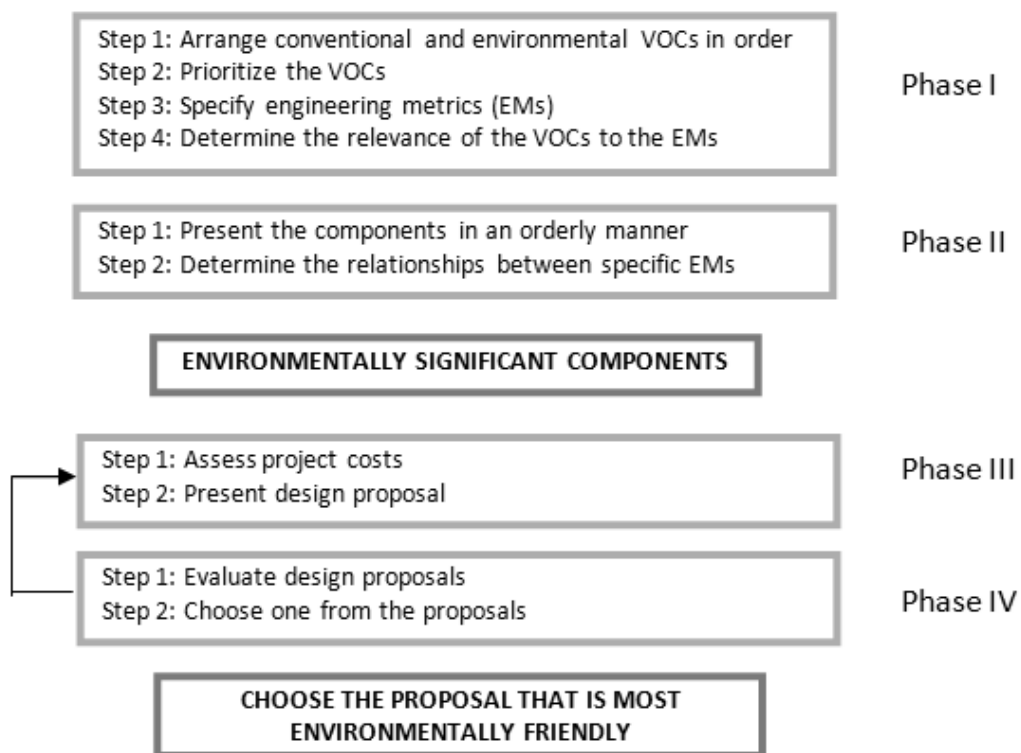 Step 1: Arrange conventional and environmental VOCs in order
Step 2: Prioritize the VOCs
Step 3: Specify engineering metrics (EMs)
Step 4: Determine the relevance of the VOCs to the EMs
Phase I
Step 1: Present the components in an orderly manner
Step 2: Determine the relationships between specific EMs
Phase II
ENVIRONMENTALLY SIGNIFICANT COMPONENTS
Step 1: Assess project costs
Step 2: Present design proposal
Phase III
Step 1: Evaluate design proposals
Step 2: Choose one from the proposals
Phase IV
CHOOSE THE PROPOSAL THAT IS MOST
ENVIRONMENTALLY FRIENDLY